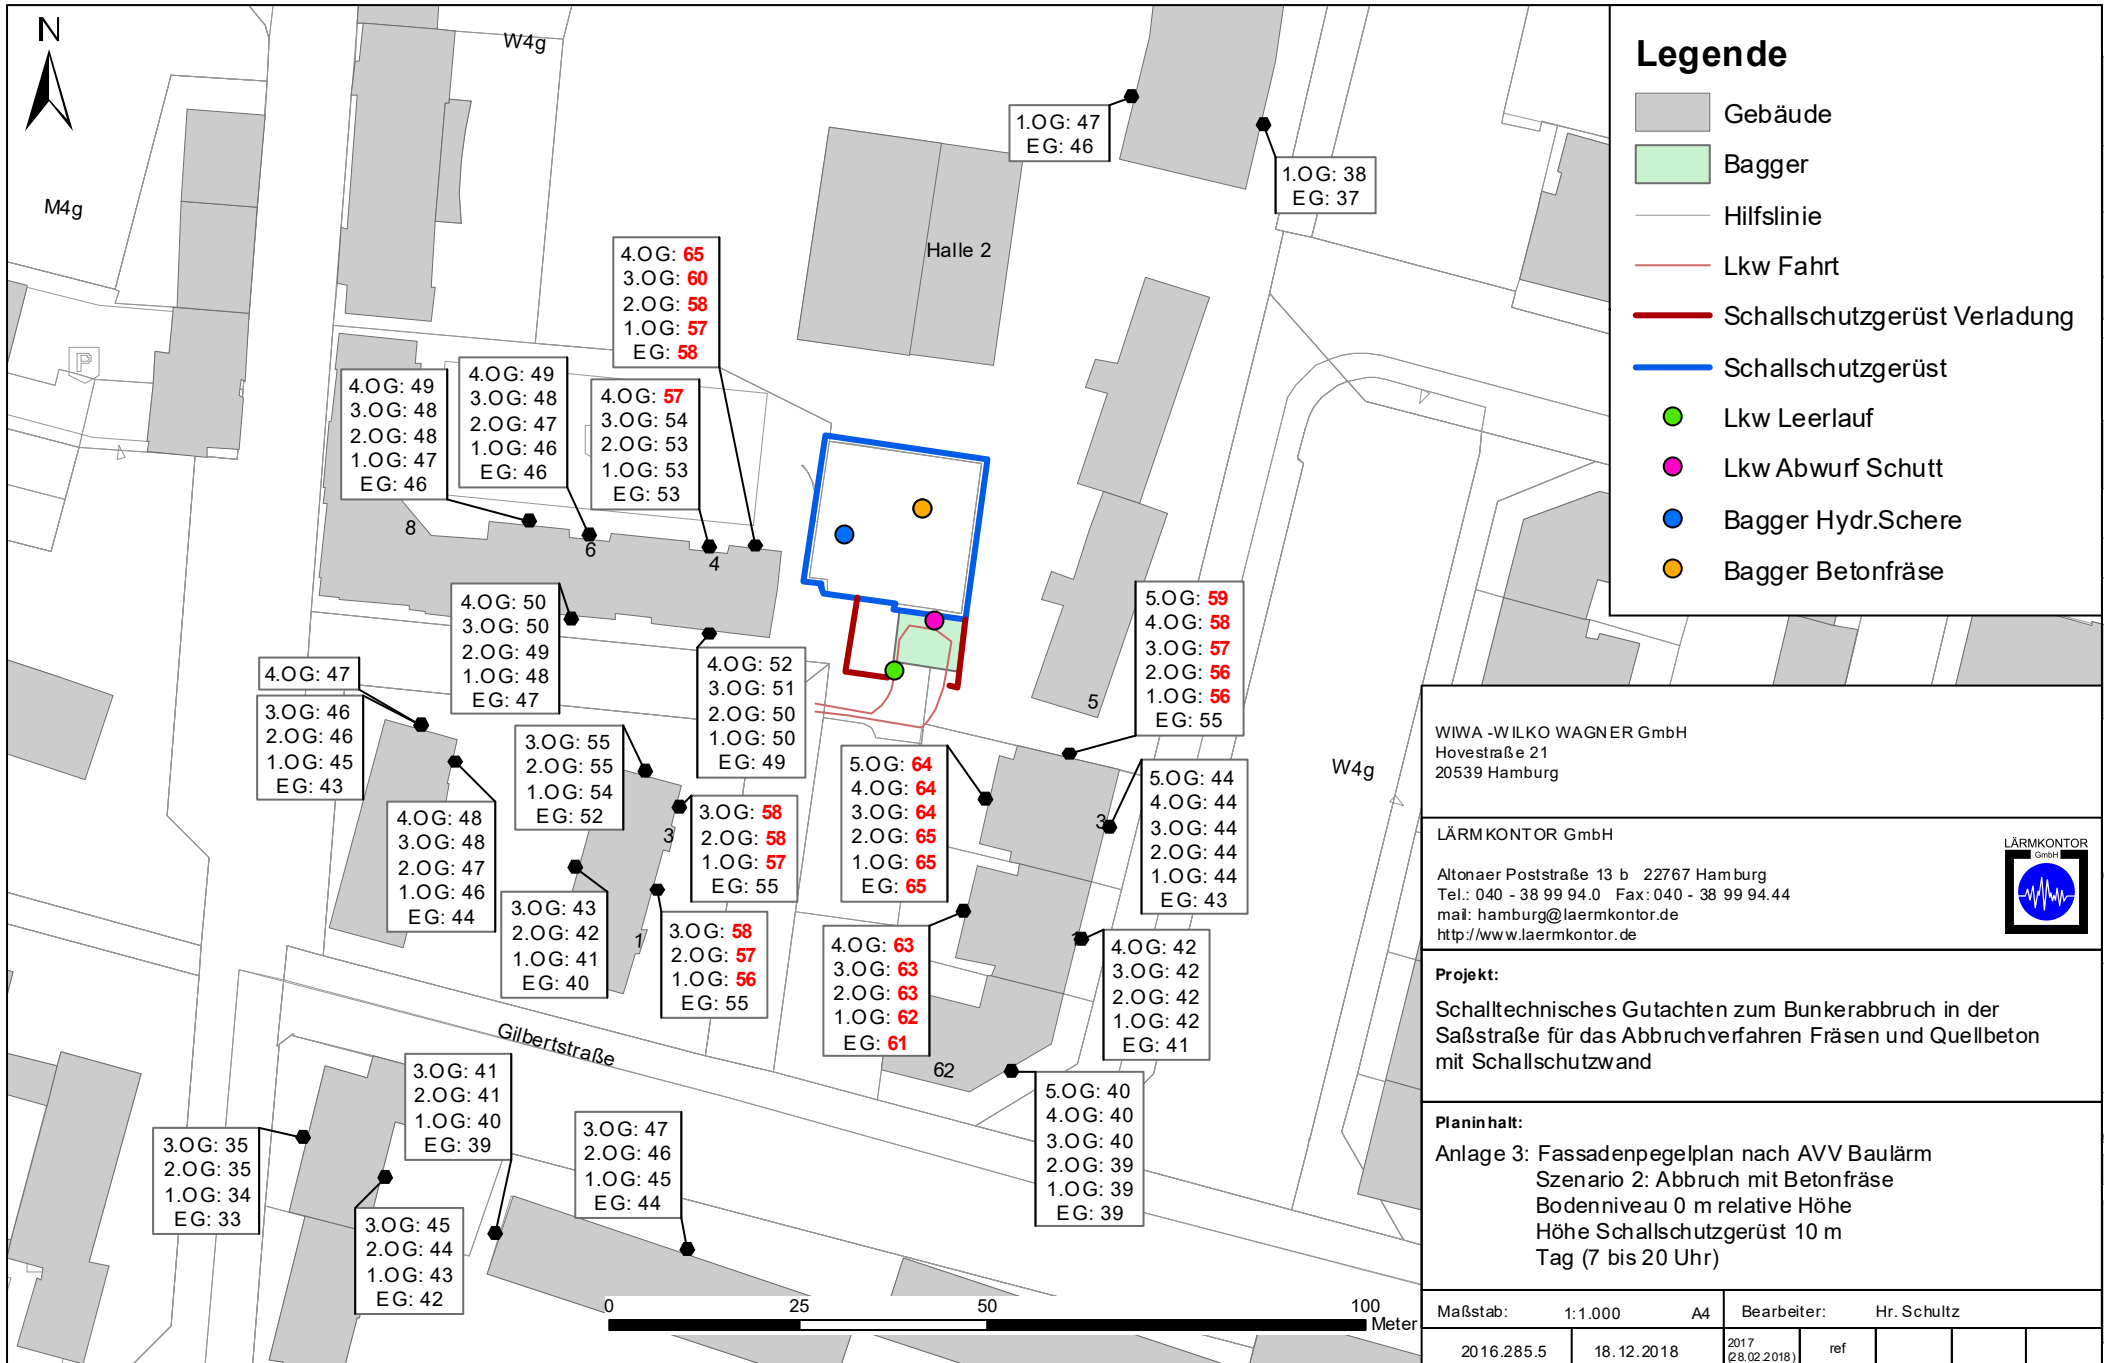 N
W4g
M4g
P
Halle 2
1.OG: 47
EG: 46
1.OG: 38
EG: 37
4.OG: 65
3.OG: 60
2.OG: 58
1.OG: 57
EG: 58
4.OG: 49
3.OG: 48
2.OG: 48
1.OG: 47
EG: 46
4.OG: 49
3.OG: 48
2.OG: 47
1.OG: 46
EG: 46
4.OG: 57
3.OG: 54
2.OG: 53
1.OG: 53
EG: 53
8
6
4
4.OG: 50
3.OG: 50
2.OG: 49
1.OG: 48
EG: 47
4.OG: 52
3.OG: 51
2.OG: 50
1.OG: 50
EG: 49
5.OG: 59
4.OG: 58
3.OG: 57
2.OG: 56
1.OG: 56
EG: 55
5
4.OG: 47
3.OG: 46
2.OG: 46
1.OG: 45
EG: 43
3.OG: 55
2.OG: 55
1.OG: 54
EG: 52
4.OG: 48
3.OG: 48
2.OG: 47
1.OG: 46
EG: 44
3.OG: 58
2.OG: 58
1.OG: 57
EG: 55
3
5.OG: 64
4.OG: 64
3.OG: 64
2.OG: 65
1.OG: 65
EG: 65
3
5.OG: 44
4.OG: 44
3.OG: 44
2.OG: 44
1.OG: 44
EG: 43
W4g
3.OG: 43
2.OG: 42
1.OG: 41
EG: 40
1
3.OG: 58
2.OG: 57
1.OG: 56
EG: 55
4.OG: 63
3.OG: 63
2.OG: 63
1.OG: 62
EG: 61
4.OG: 42
3.OG: 42
2.OG: 42
1.OG: 42
EG: 41
Gilbertstraße
62
3.OG: 41
2.OG: 41
1.OG: 40
EG: 39
5.OG: 40
4.OG: 40
3.OG: 40
2.OG: 39
1.OG: 39
EG: 39
3.OG: 35
2.OG: 35
1.OG: 34
EG: 33
3.OG: 47
2.OG: 46
1.OG: 45
EG: 44
3.OG: 45
2.OG: 44
1.OG: 43
EG: 42
0 25 50 100
Meter
Legende
Gebäude
Bagger
Hilfslinie
Lkw Fahrt
Schallschutzgerüst Verladung
Schallschutzgerüst
Lkw Leerlauf
Lkw Abwurf Schutt
Bagger Hydr.Schere
Bagger Betonfräse
WIWA -WILKO WAGNER GmbH
Hovestraße 21
20539 Hamburg
LÄRMKONTOR GmbH
Altonaer Poststraße 13 b 22767 Hamburg
Tel.: 040 - 38 99 94.0 Fax: 040 - 38 99 94.44
mail: hamburg@laermkontor.de
http://www.laermkontor.de
LÄRMKONTOR
GmbH
Projekt:
Schalltechnisches Gutachten zum Bunkerabbruch in der
Saßstraße für das Abbruchverfahren Fräsen und Quellbeton
mit Schallschutzwand
Planinhalt:
Anlage 3: Fassadenpegelplan nach AVV Baulärm
Szenario 2: Abbruch mit Betonfräse
Bodenniveau 0 m relative Höhe
Höhe Schallschutzgerüst 10 m
Tag (7 bis 20 Uhr)
Maßstab: 1:1.000 A4 Bearbeiter: Hr. Schultz
2016.285.5 18.12.2018 2017 ref
(28.02.2018)